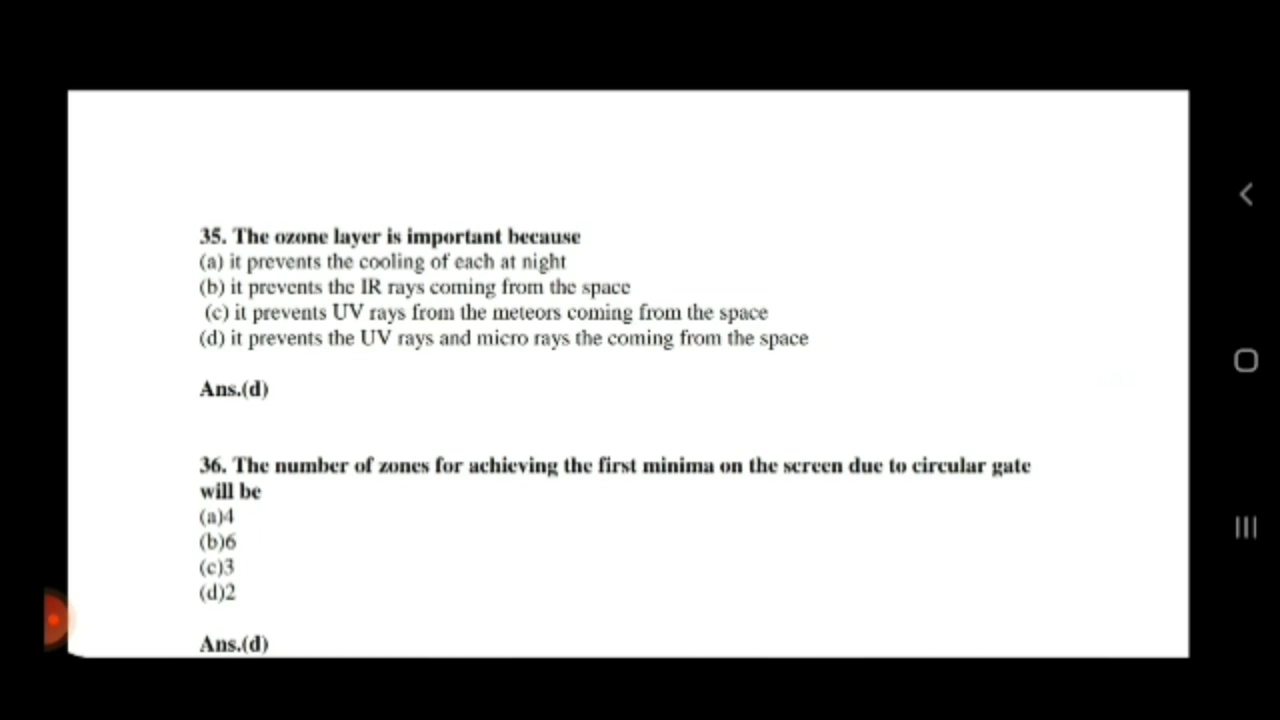 35. The ozone layer is important because
(a) it prevents the cooling of each at night
(b) it prevents the IR rays coming from the space
(c) it prevents UV rays from the meteors coming from the space
(d) it prevents the UV rays and micro rays the coming from the space
Ans.(d)
36. The number of zones for achieving the first minima on the screen due to circular gate
will be
(a)4
(b)6
(c)3
(d)2
Ans.(d)